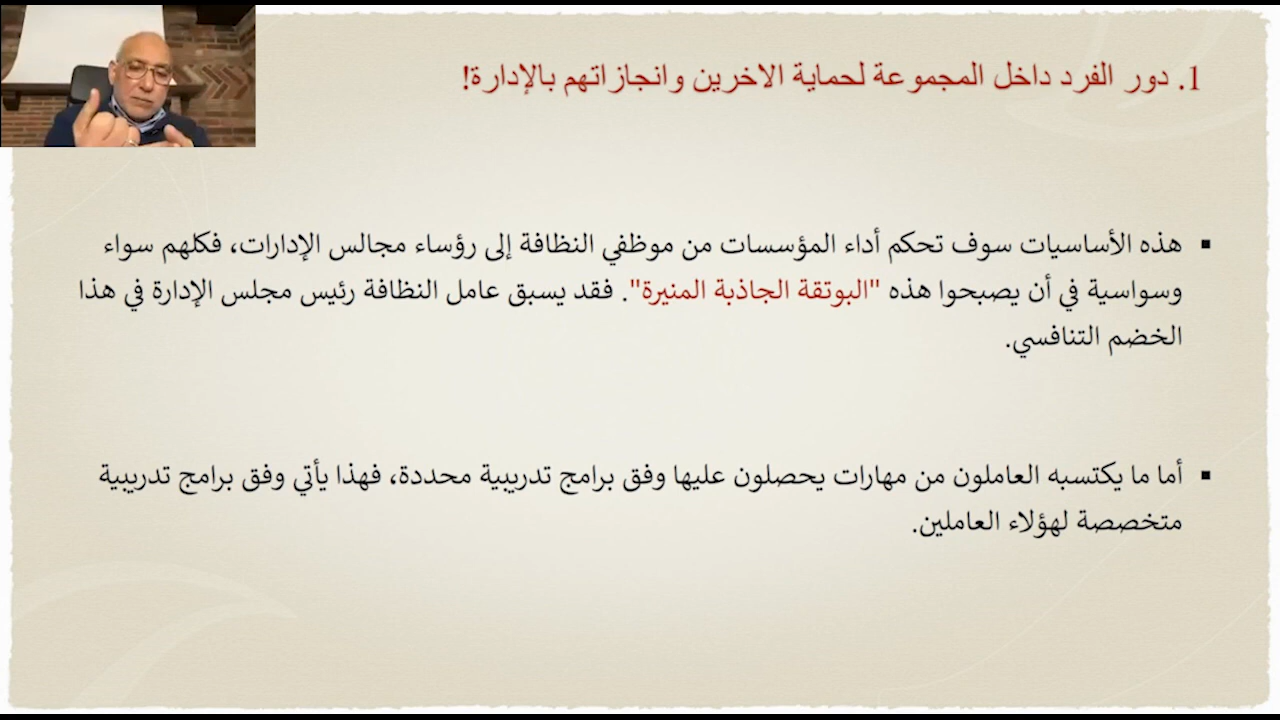 1. دور الفرد داخل المجموعة لحماية الاخرين وانجازاتهم بالإدارة!
▪ هذه الأساسيات سوف تحكم أداء المؤسسات من موظفي النظافة إلى رؤساء مجالس الإدارات، فكلهم سواء
وسواسية في أن يصبحوا هذه "البوتقة الجاذبة المنيرة". فقد يسبق عامل النظافة رئيس مجلس الإدارة في هذا
الخضم التنافسي.
▪ أما ما يكتسبه العاملون من مهارات يحصلون عليها وفق برامج تدريبية محددة، فهذا يأتي وفق برامج تدريبية
متخصصة لهؤلاء العاملين.